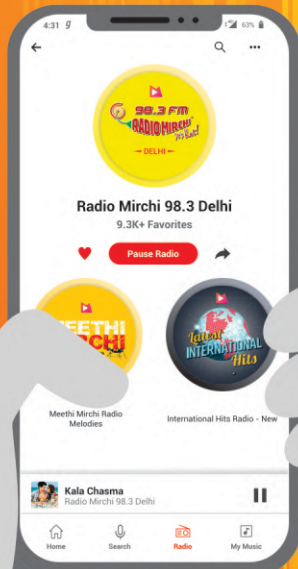 4:31
63%
98.3 FM
RADIO MIRCHI
It's hot!
DELHI
Radio Mirchi 98.3 Delhi
9.3K+ Favorites
Pause Radio
MEETHI
MIRCHI
Latest
INTERNATIONAL
Hits
Meethi Mirchi Radio
Melodies
International Hits Radio - New
Kala Chasma
Radio Mirchi 98.3 Delhi
Home
Search
Radio
My Music